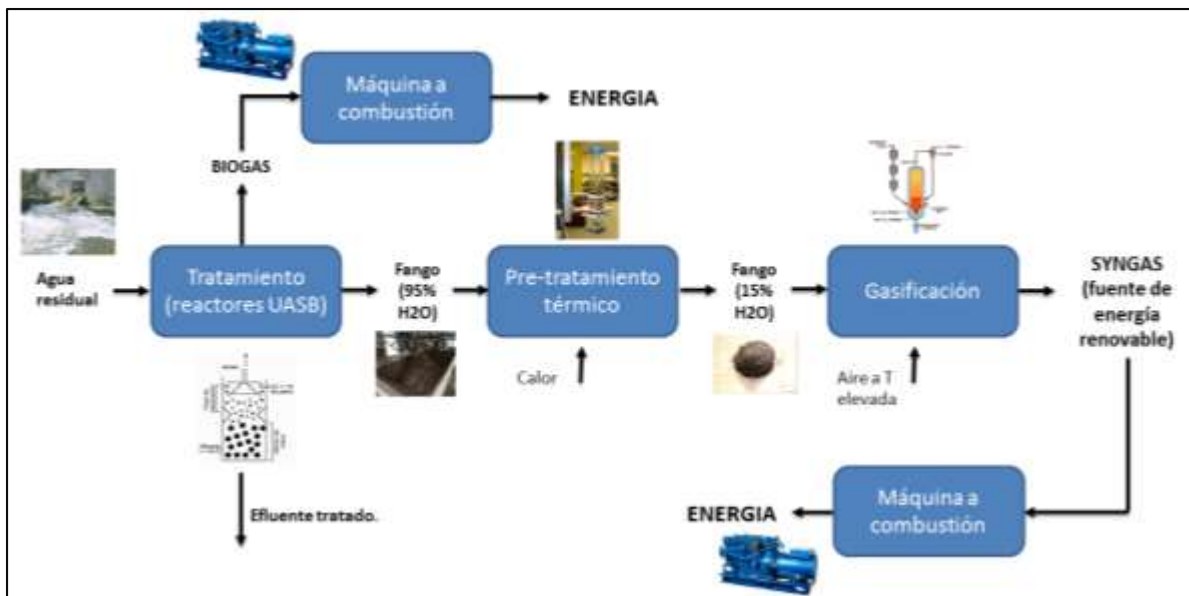 Máquina a
combustión
ENERGIA
BIOGAS
Agua
residual
Tratamiento
(reactores UASB)
Fango
(95%
H2O)
Pre-tratamiento
térmico
Fango
(15%
H2O)
Gasificación
SYNGAS
(fuente de
energía
renovable)
Calor
Aire a T
elevada
Efluente tratado.
ENERGIA
Máquina a
combustión